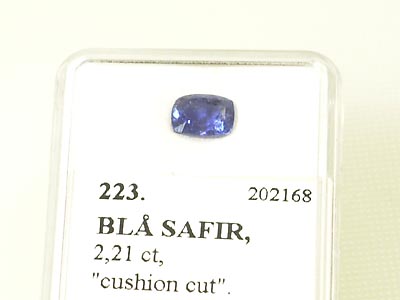 223. 202168
BLÅ SAFIR,
2,21 ct,
"cushion cut".